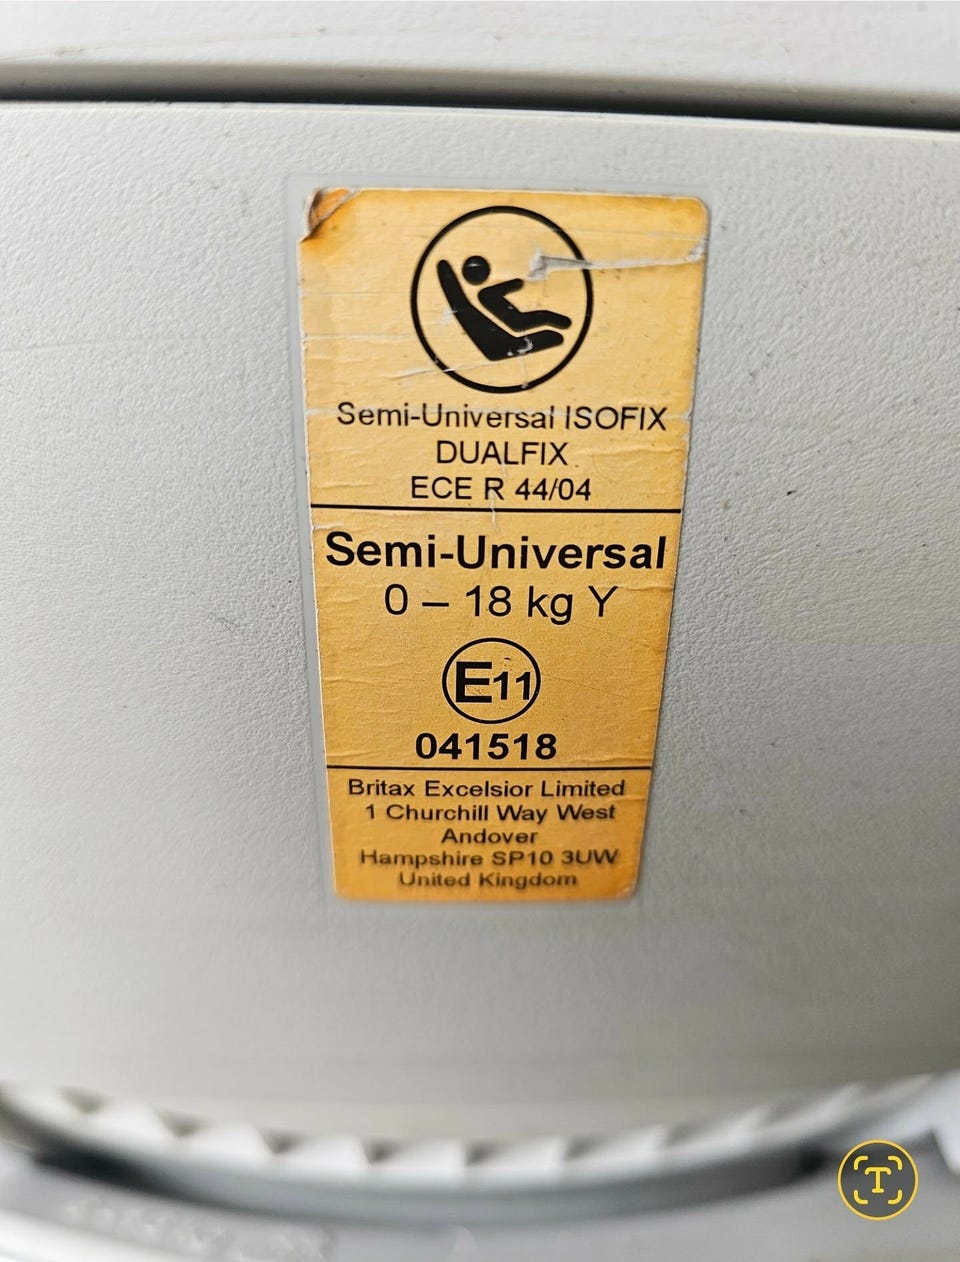 Semi-Universal ISOFIX
DUALFIX
ECE R 44/04
Semi-Universal
0 – 18 kg Y
E11
041518
Britax Excelsior Limited
1 Churchill Way West
Andover
Hampshire SP10 3UW
United Kingdom
T